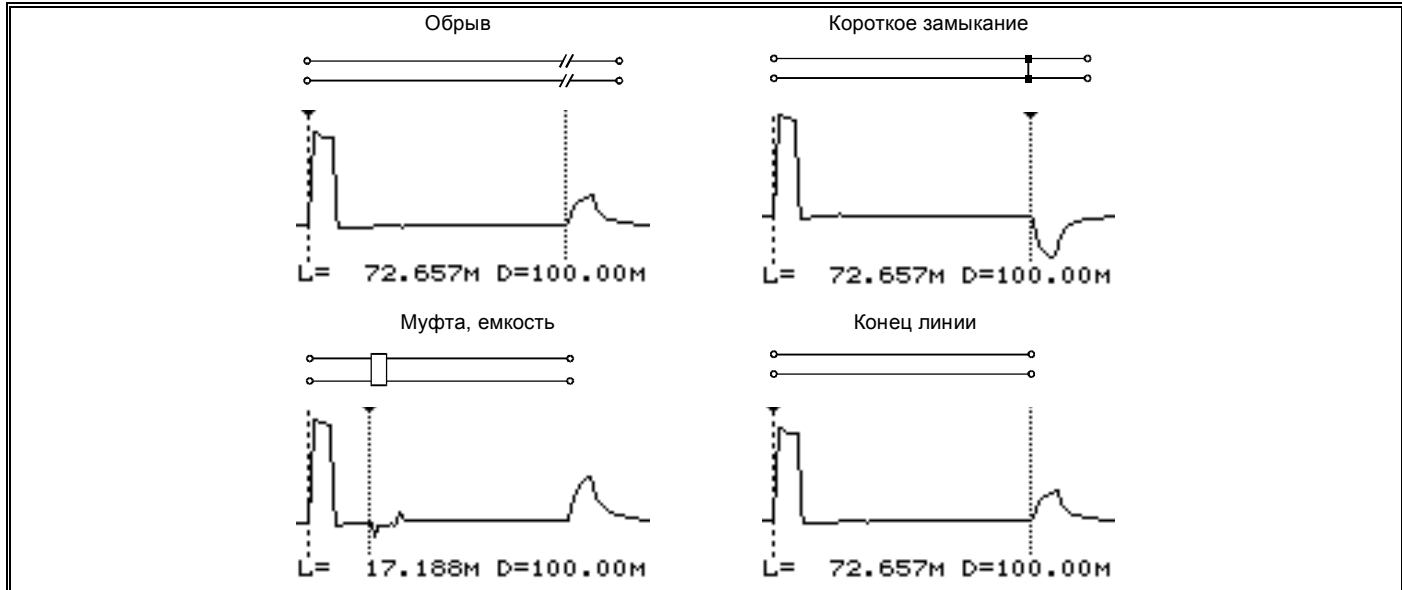 Обрыв
Короткое замыкание
L= 72.657м D=100.00м
L= 72.657м D=100.00м
Муфта, емкость
Конец линии
L= 17.188м D=100.00м
L= 72.657м D=100.00м